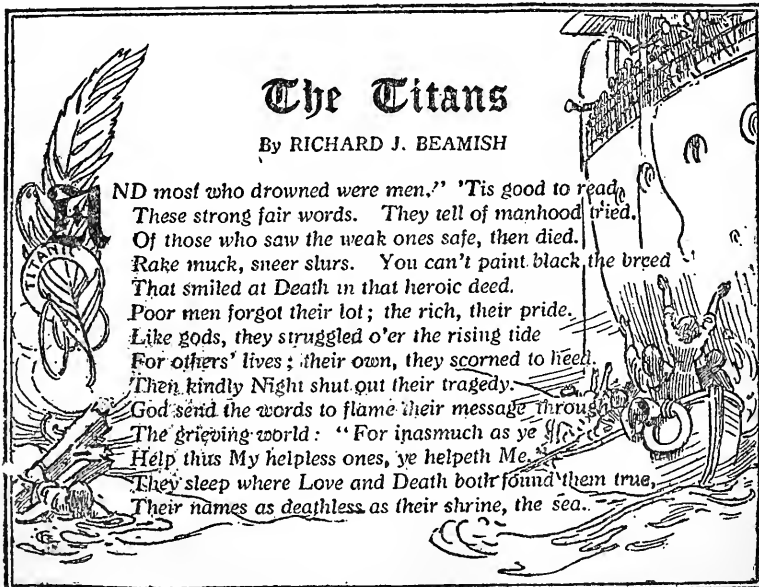 The Titans
By RICHARD J. BEAMISH
AND most who drowned were men." 'Tis good to read
These strong fair words. They tell of manhood tried.
Of those who saw the weak ones safe, then died.
Rake muck, sneer slurs. You can't paint black the breed
That smiled at Death in that heroic deed.
Poor men forgot their lot; the rich, their pride.
Like gods, they struggled o'er the rising tide
For others' lives; their own, they scorned to heed.
Then kindly Night shut out their tragedy.
God send the words to flame their message through
The grieving world: "For inasmuch as ye
Help thus My helpless ones, ye helpeth Me."
They sleep where Love and Death both found them true,
Their names as deathless as their shrine, the sea.
TITANIC